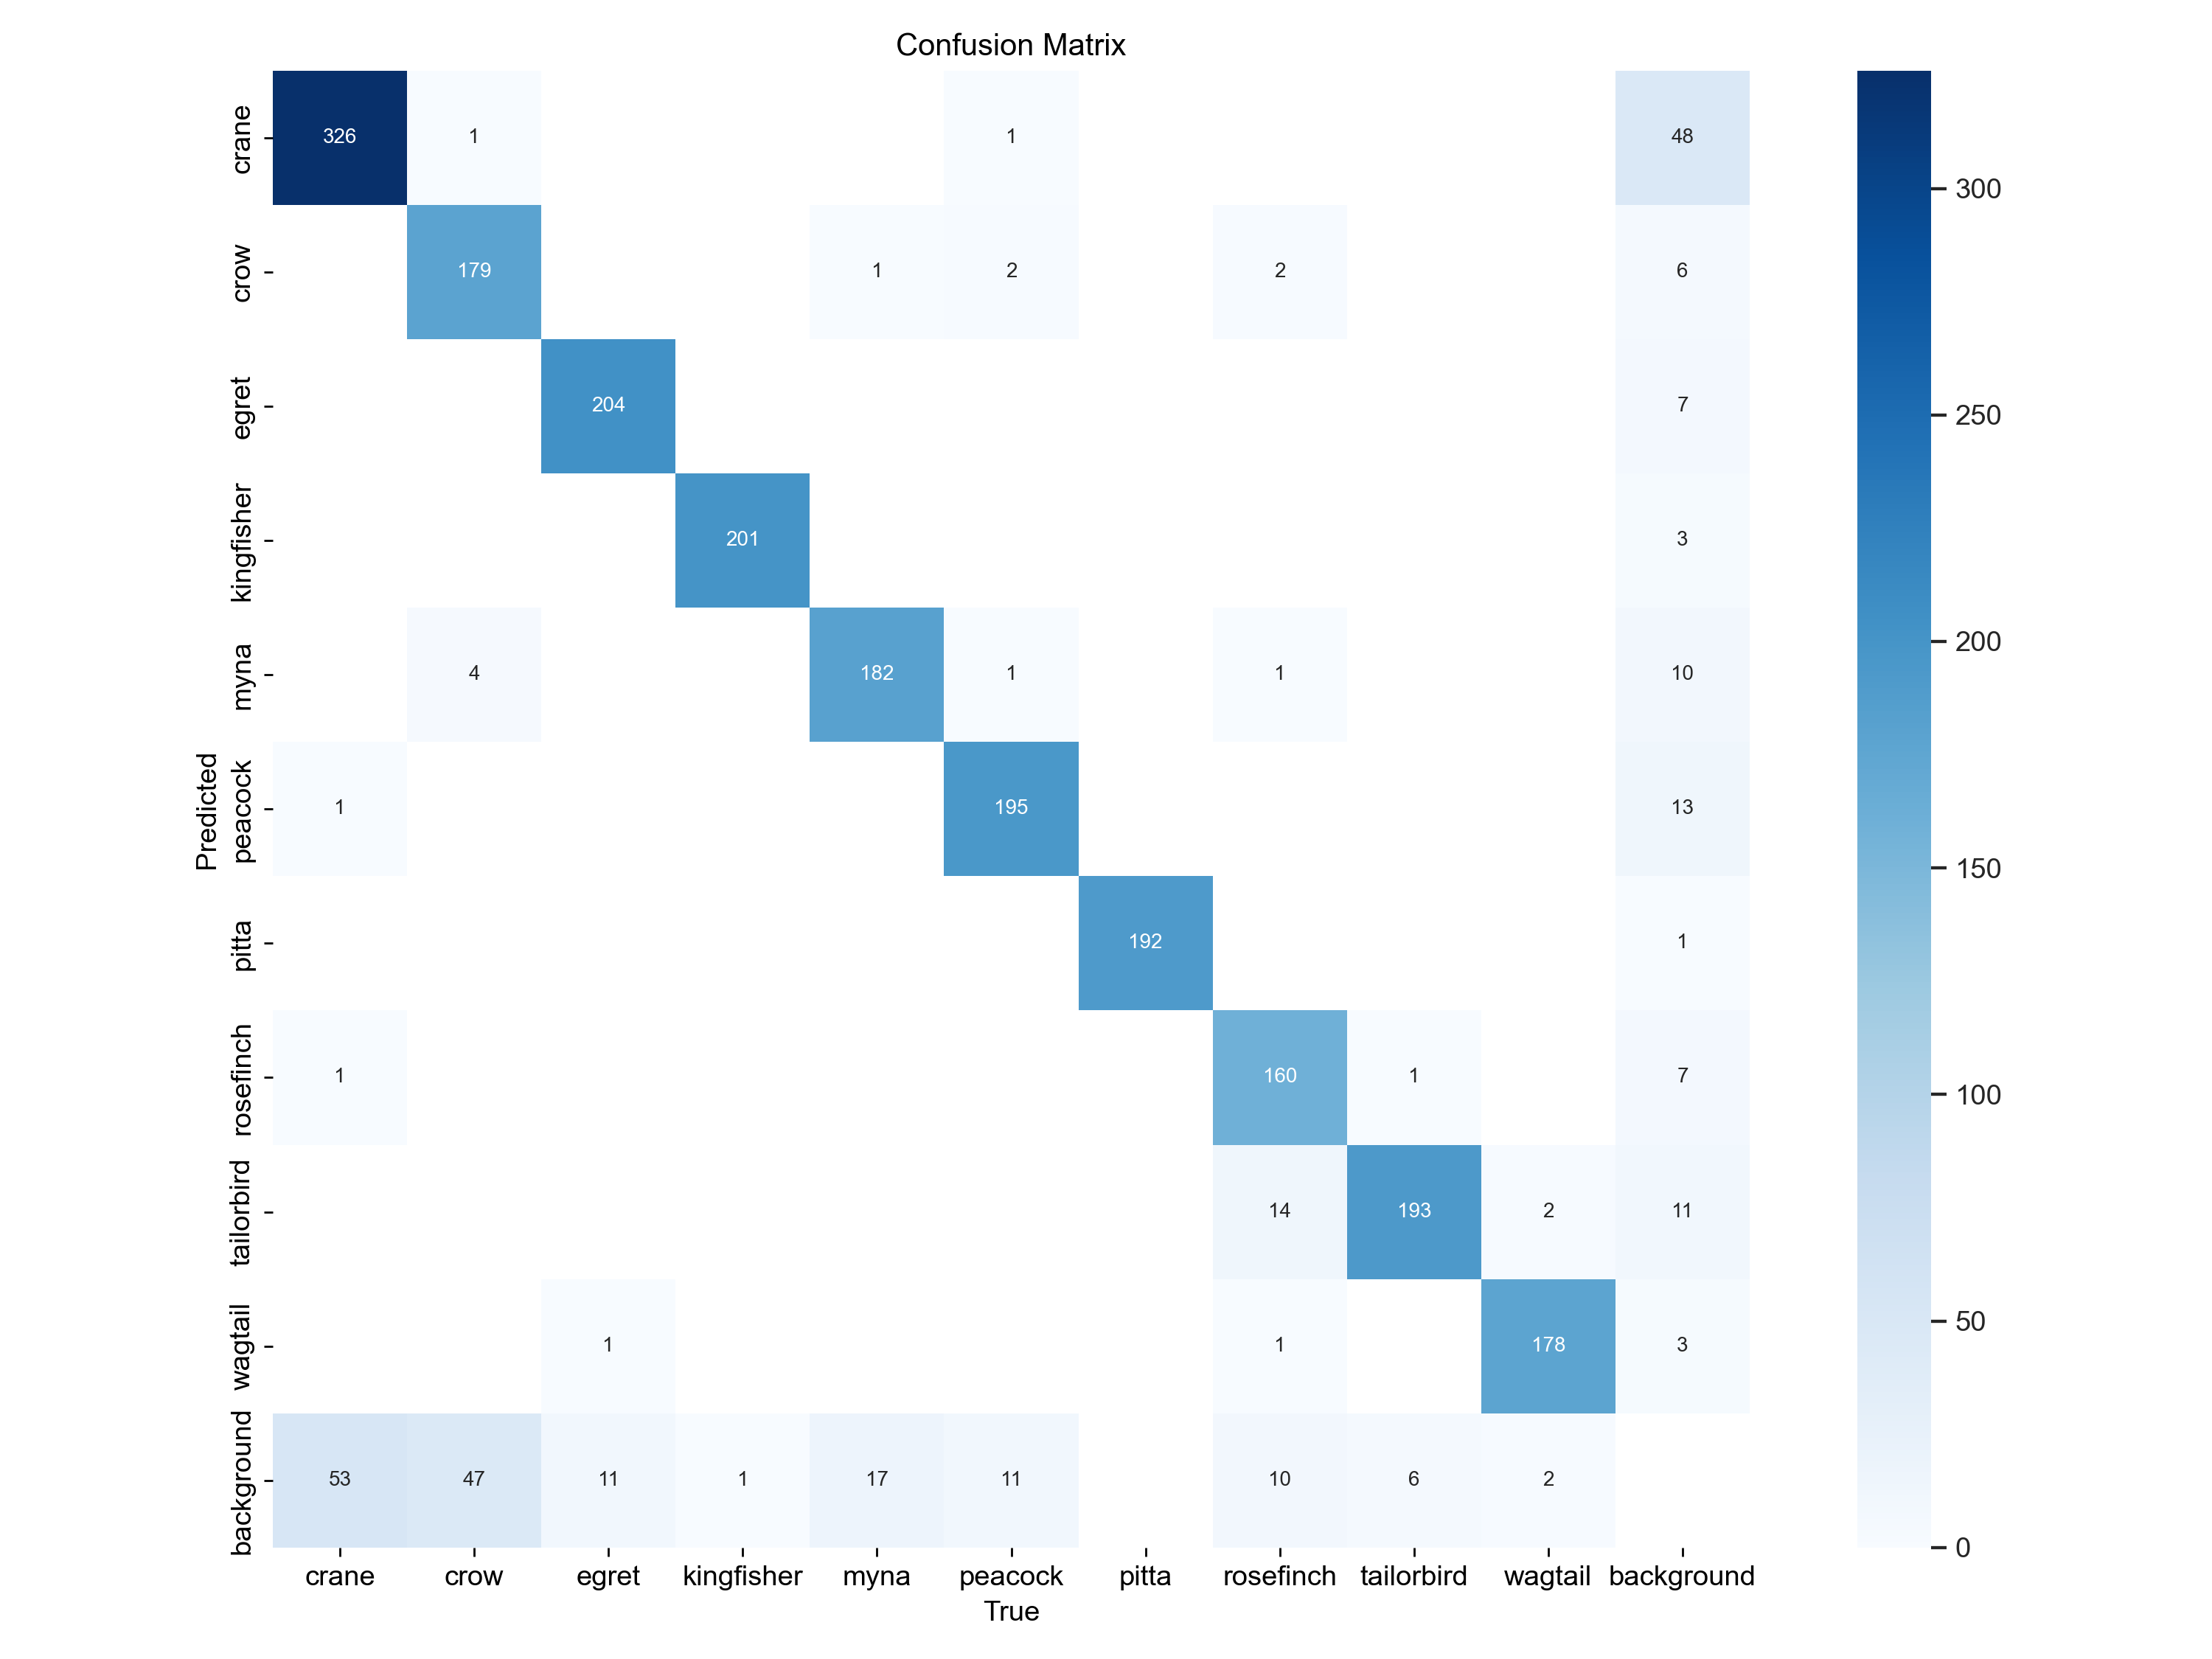 Confusion Matrix
crane 326 1 1 48
crow 179 1 2 2 6
egret 204 7
kingfisher 201 3
myna 4 182 1 1 10
peacock 1 195 13
pitta 192 1
rosefinch 1 160 1 7
tailorbird 14 193 2 11
wagtail 1 1 178 3
background 53 47 11 1 17 11 10 6 2
crane crow egret kingfisher myna peacock pitta rosefinch tailorbird wagtail background
True
Predicted
300
250
200
150
100
50
0